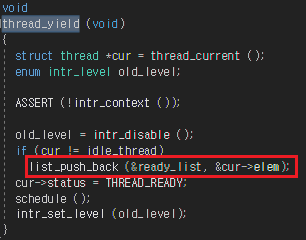 void
thread_yield (void)
{
  struct thread *cur = thread_current ();
  enum intr_level old_level;

  ASSERT (!intr_context ());

  old_level = intr_disable ();
  if (cur != idle_thread)
    list_push_back (&ready_list, &cur->elem);
  cur->status = THREAD_READY;
  schedule ();
  intr_set_level (old_level);
}